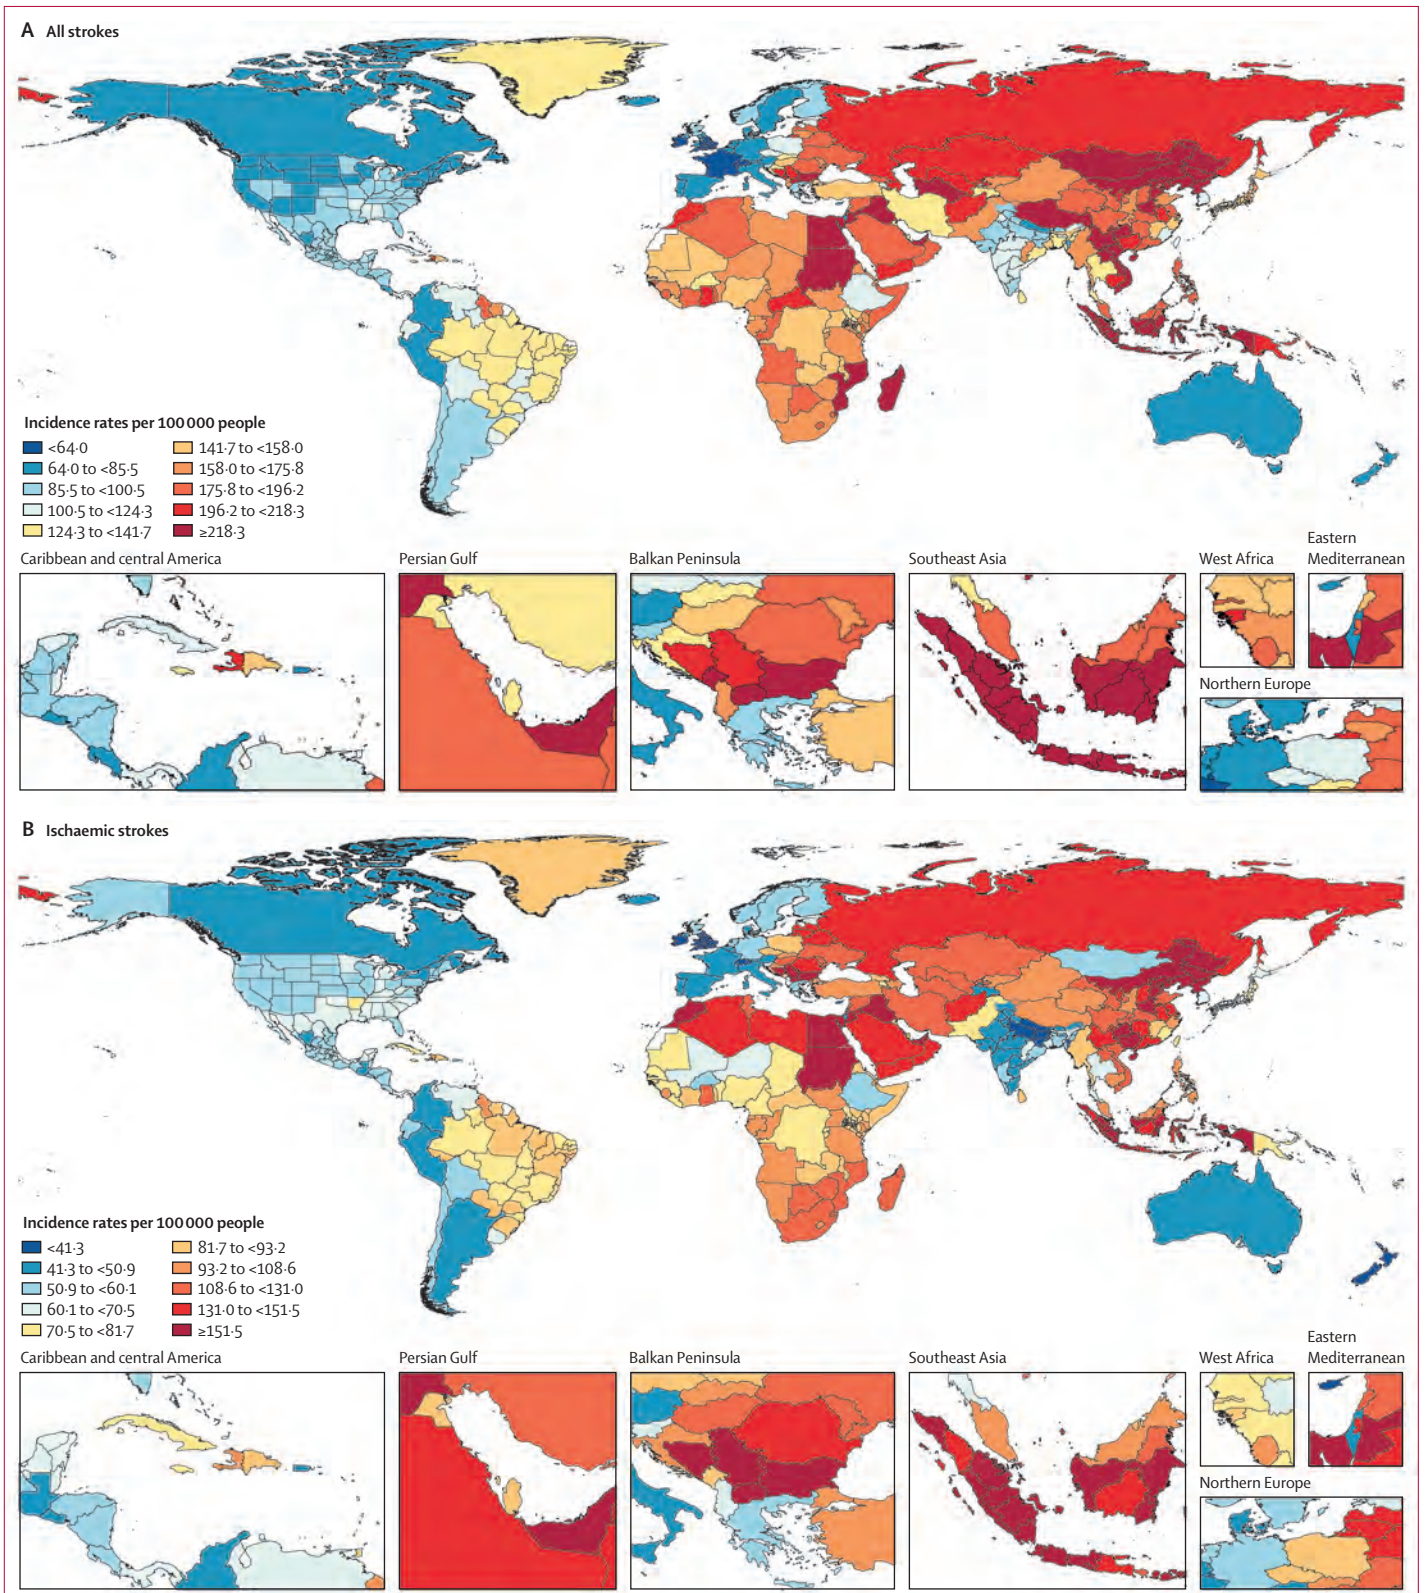 A All strokes
Incidence rates per 100 000 people
<64·0
64·0 to <85·5
85·5 to <100·5
100·5 to <124·3
124·3 to <141·7
141·7 to <158·0
158·0 to <175·8
175·8 to <196·2
196·2 to <218·3
≥218·3
Caribbean and central America
Persian Gulf
Balkan Peninsula
Southeast Asia
West Africa
Eastern
Mediterranean
Northern Europe
B Ischaemic strokes
Incidence rates per 100 000 people
<41·3
41·3 to <50·9
50·9 to <60·1
60·1 to <70·5
70·5 to <81·7
81·7 to <93·2
93·2 to <108·6
108·6 to <131·0
131·0 to <151·5
≥151·5
Caribbean and central America
Persian Gulf
Balkan Peninsula
Southeast Asia
West Africa
Eastern
Mediterranean
Northern Europe